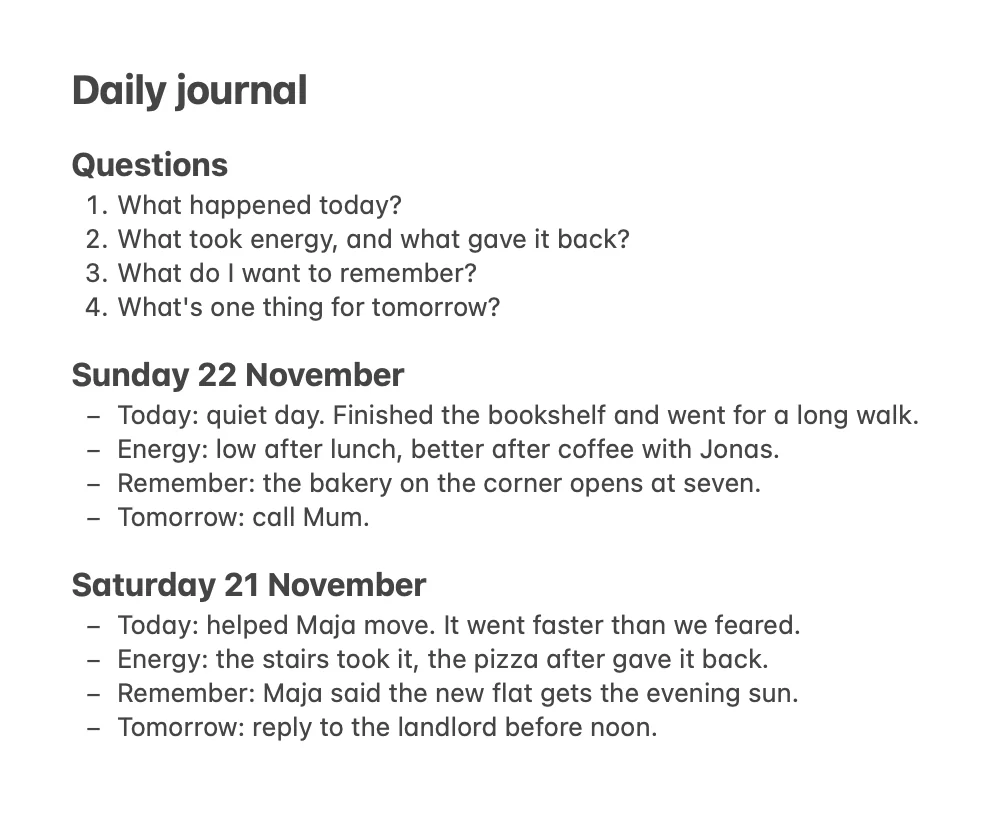 Daily journal
Questions
1. What happened today?
2. What took energy, and what gave it back?
3. What do I want to remember?
4. What's one thing for tomorrow?
Sunday 22 November
– Today: quiet day. Finished the bookshelf and went for a long walk.
– Energy: low after lunch, better after coffee with Jonas.
– Remember: the bakery on the corner opens at seven.
– Tomorrow: call Mum.
Saturday 21 November
– Today: helped Maja move. It went faster than we feared.
– Energy: the stairs took it, the pizza after gave it back.
– Remember: Maja said the new flat gets the evening sun.
– Tomorrow: reply to the landlord before noon.